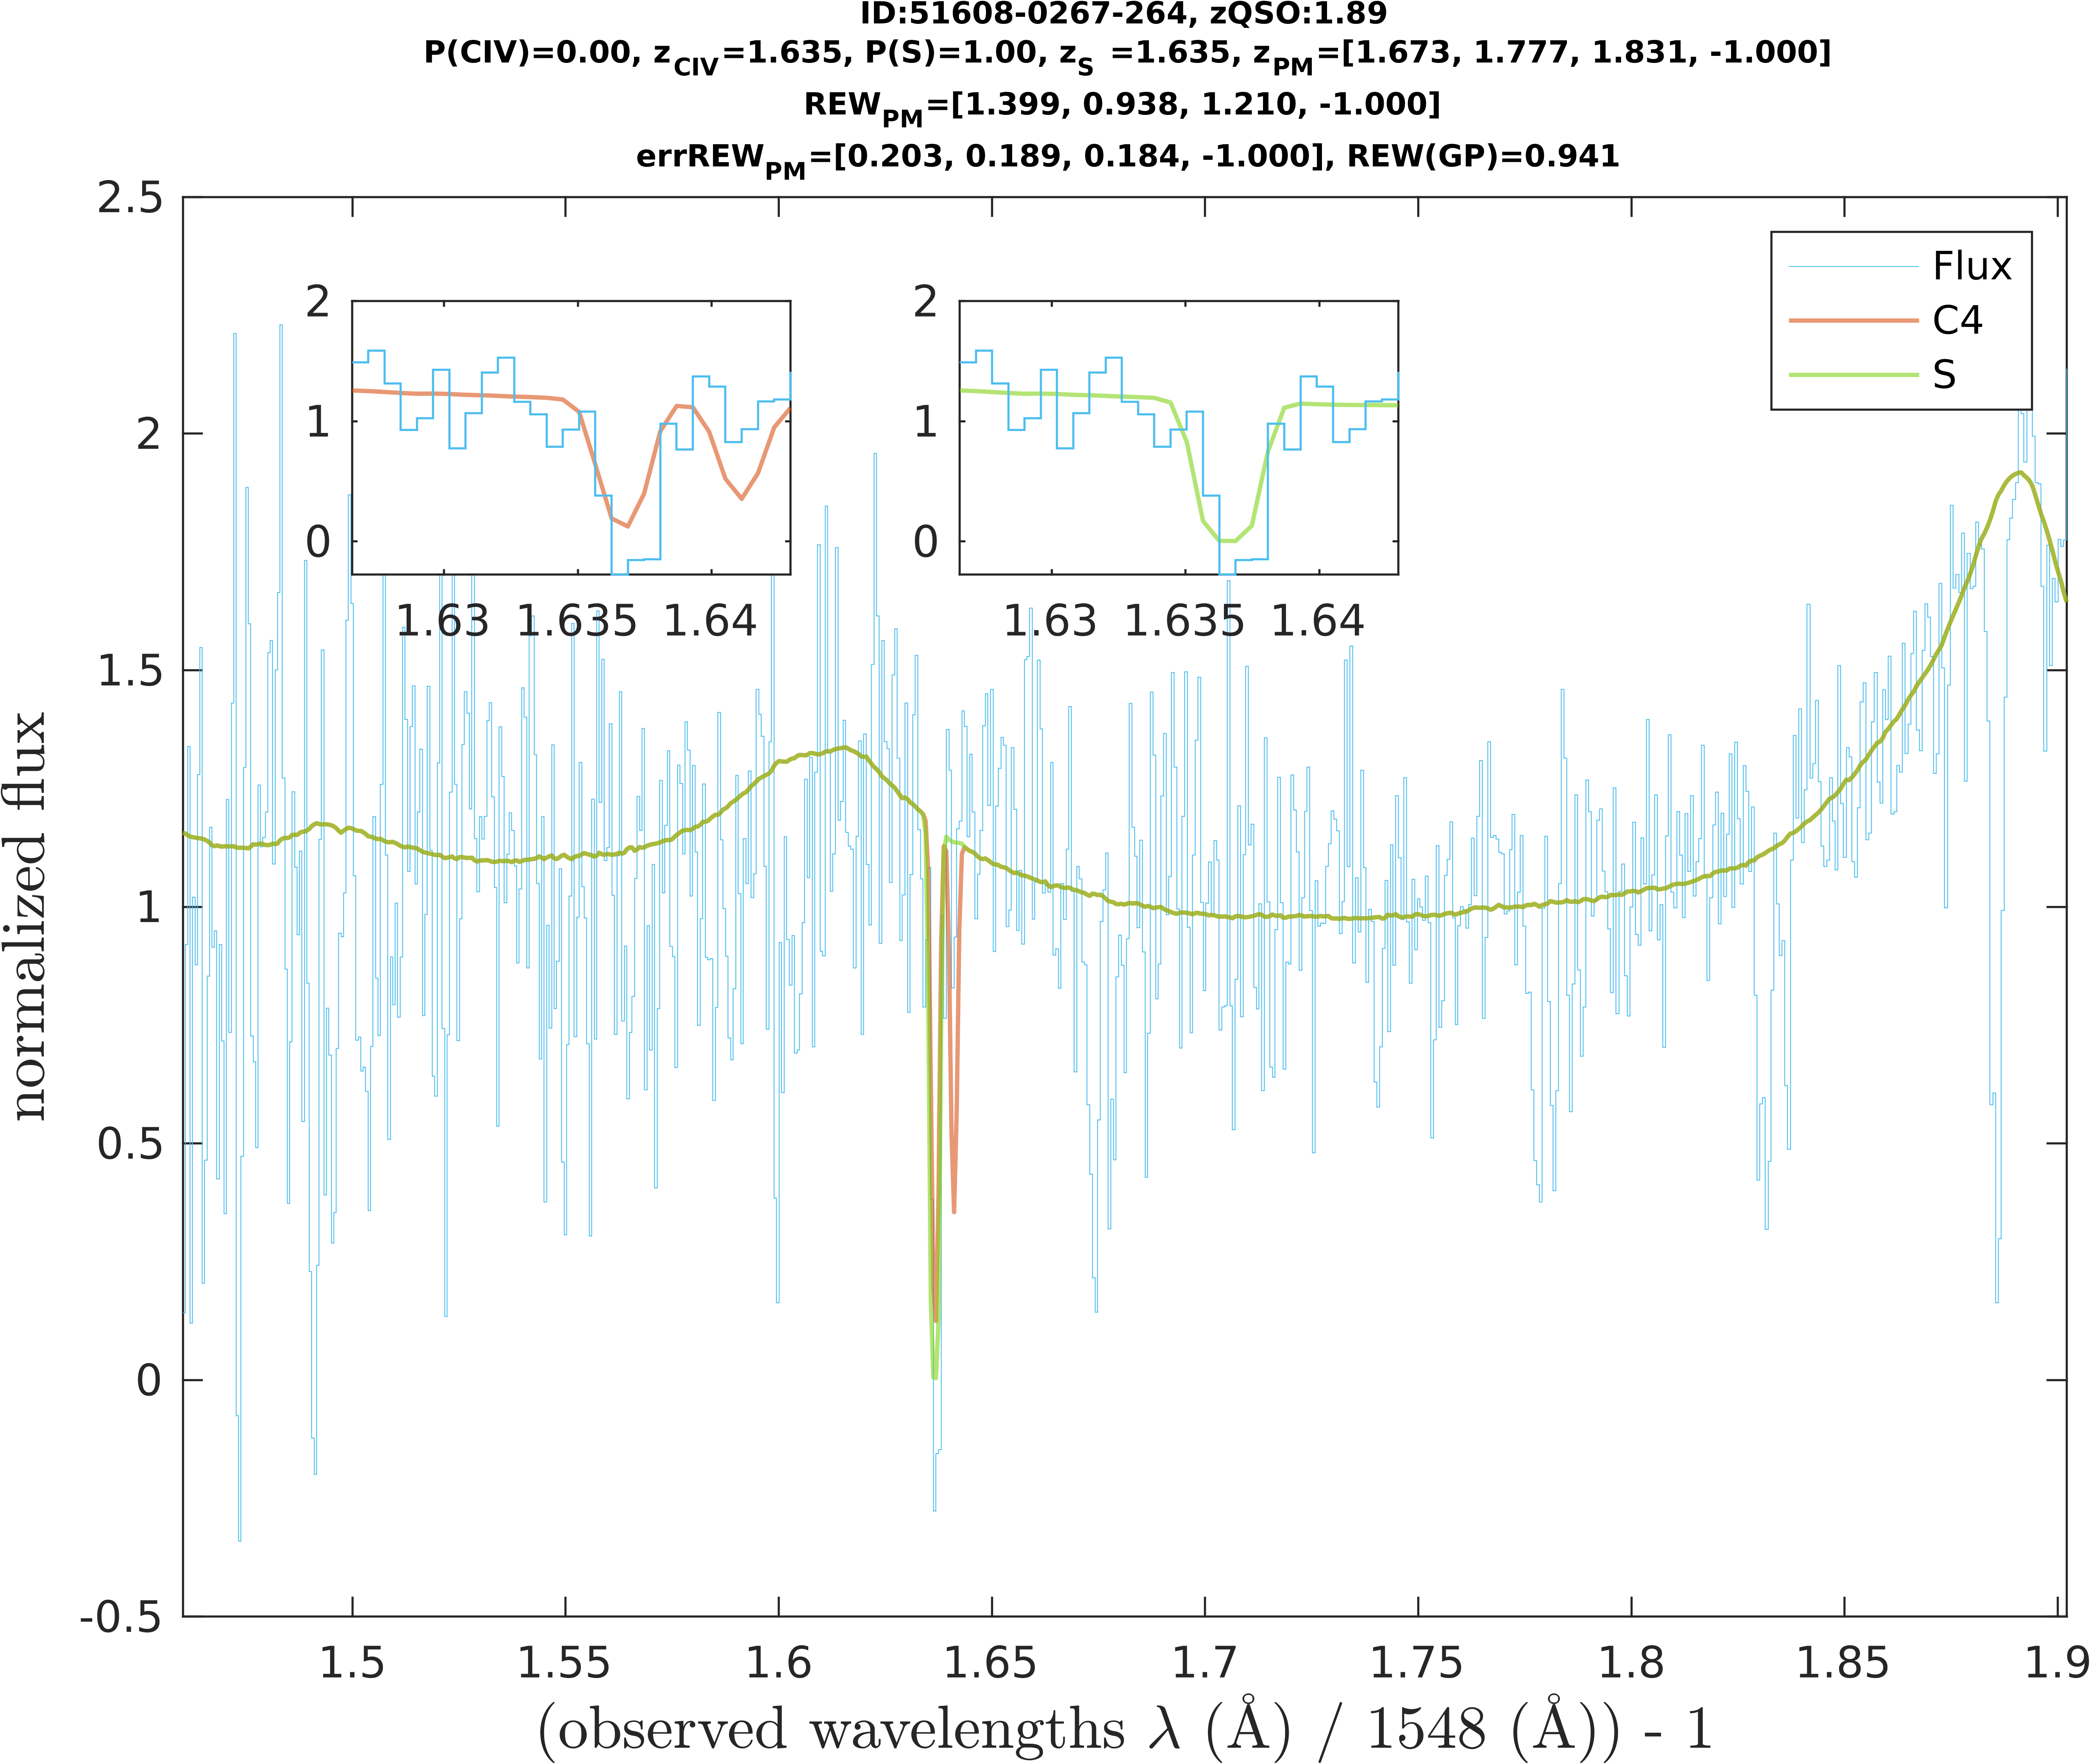 ID:51608-0267-264, zQSO:1.89
P(CIV)=0.00, zCIV=1.635, P(S)=1.00, zS =1.635, zPM=[1.673, 1.777, 1.831, -1.000]
REWPM=[1.399, 0.938, 1.210, -1.000]
errREWPM=[0.203, 0.189, 0.184, -1.000], REW(GP)=0.941
2.5
2
1.5
1
0.5
0
-0.5
normalized flux
2
1
0
1.63 1.635 1.64
2
1
0
1.63 1.635 1.64
Flux
C4
S
1.5 1.55 1.6 1.65 1.7 1.75 1.8 1.85 1.9
(observed wavelengths λ (Å) / 1548 (Å)) - 1